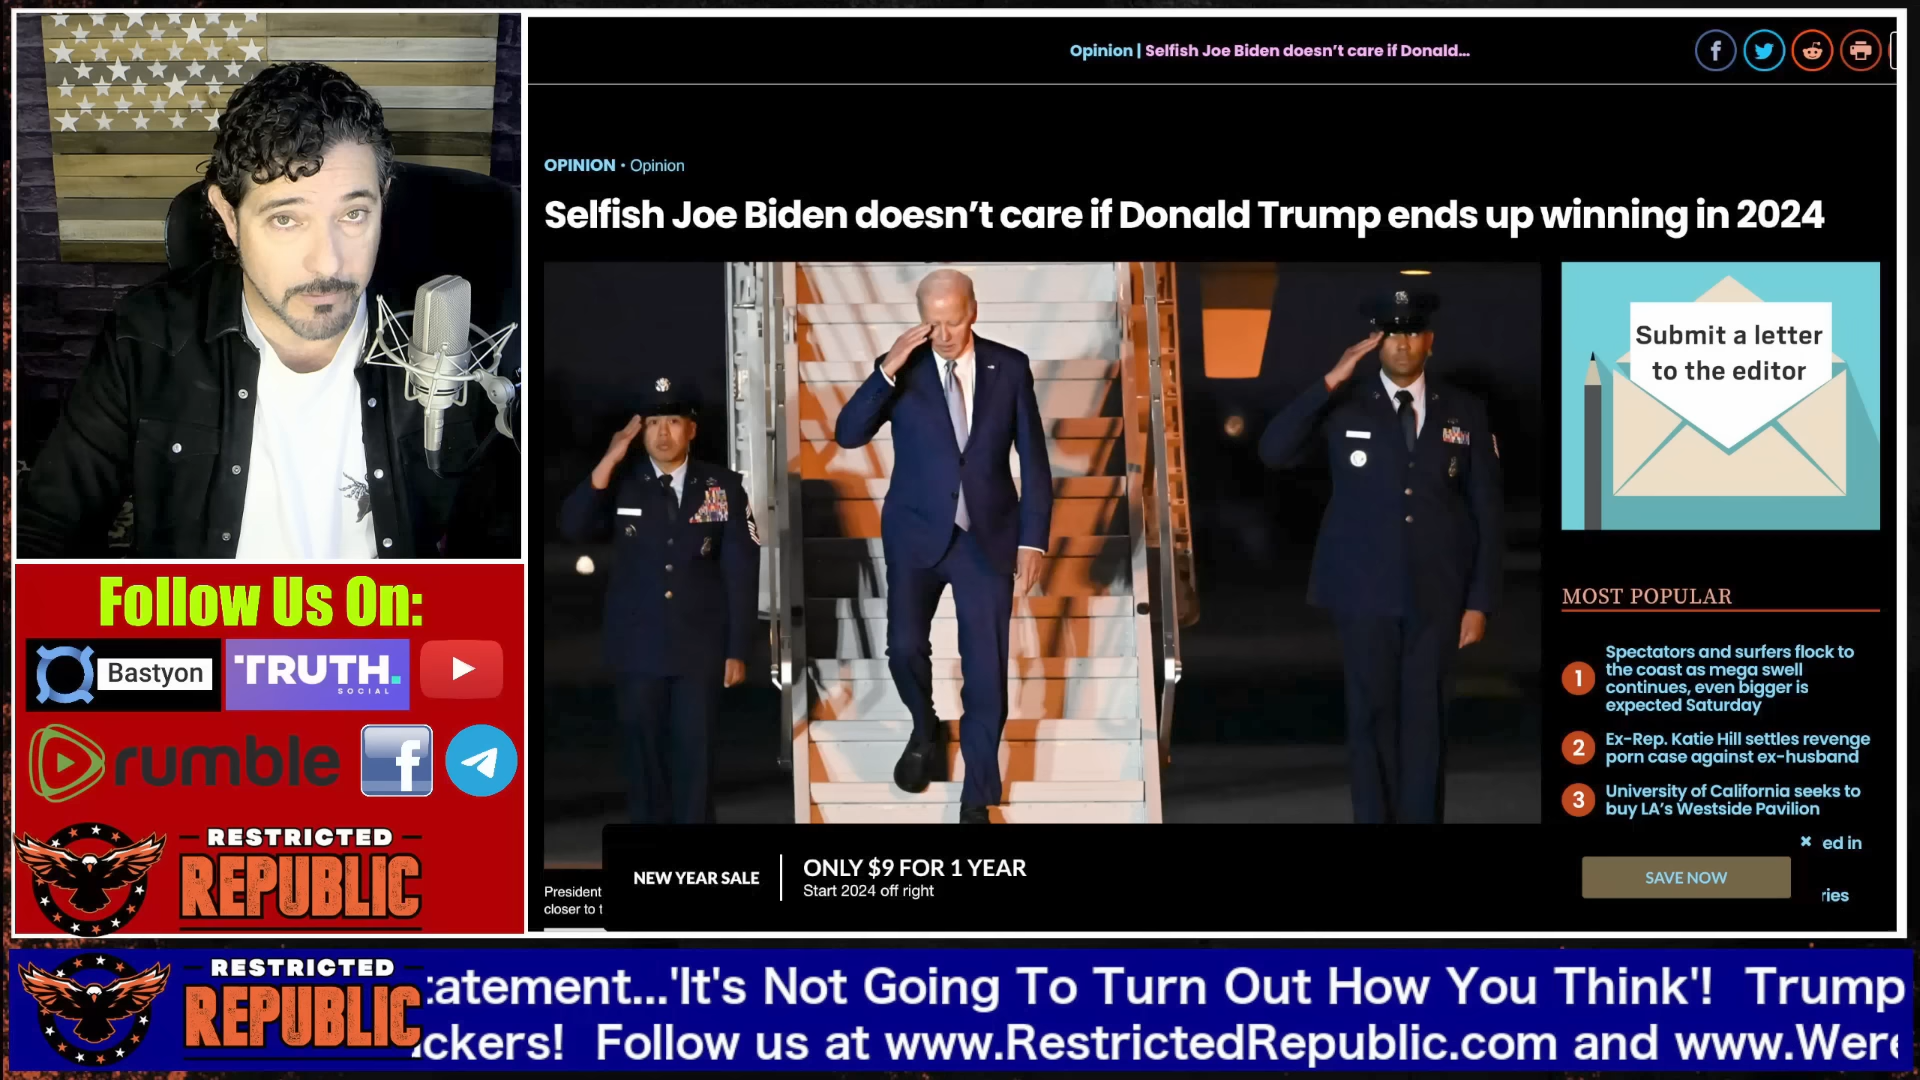 Opinion | Selfish Joe Biden doesn't care if Donald...
OPINION • Opinion
Selfish Joe Biden doesn't care if Donald Trump ends up winning in 2024
Submit a letter
to the editor
MOST POPULAR
1
Spectators and surfers flock to
the coast as mega swell
continues, even bigger is
expected Saturday
2
Ex-Rep. Katie Hill settles revenge
porn case against ex-husband
3
University of California seeks to
buy LA's Westside Pavilion
ed in
ries
President
closer to t
NEW YEAR SALE
ONLY $9 FOR 1 YEAR
Start 2024 off right
SAVE NOW
Follow Us On:
Bastyon
TRUTH.
SOCIAL
rumble
RESTRICTED
REPUBLIC
RESTRICTED
REPUBLIC
tatement...'It's Not Going To Turn Out How You Think'! Trump
ckers! Follow us at www.RestrictedRepublic.com and www.Were